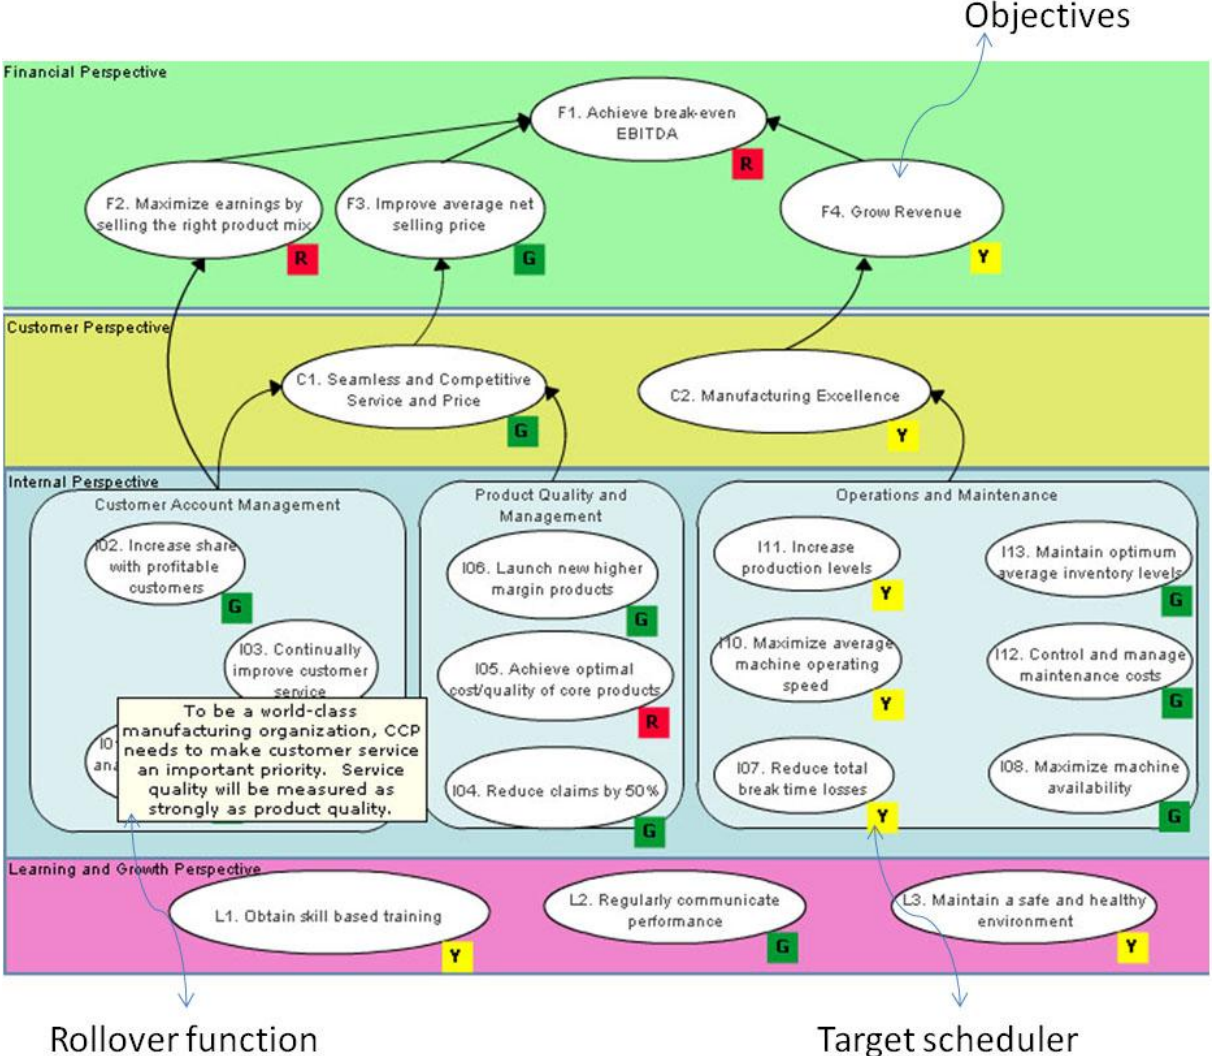 Objectives
Financial Perspective
F1. Achieve break-even
EBITDA
R
F2. Maximize earnings by
selling the right product mix
R
F3. Improve average net
selling price
G
F4. Grow Revenue
Y
Customer Perspective
C1. Seamless and Competitive
Service and Price
G
C2. Manufacturing Excellence
Y
Internal Perspective
Customer Account Management
I02. Increase share
with profitable
customers
G
I03. Continually
improve customer
service
To be a world-class
manufacturing organization, CCP
needs to make customer service
an important priority. Service
quality will be measured as
strongly as product quality.
Product Quality and
Management
I06. Launch new higher
margin products
G
I05. Achieve optimal
cost/quality of core products
R
I04. Reduce claims by 50%
G
Operations and Maintenance
I11. Increase
production levels
Y
I13. Maintain optimum
average inventory levels
G
I10. Maximize average
machine operating
speed
Y
I12. Control and manage
maintenance costs
G
I07. Reduce total
break time losses
Y
I08. Maximize machine
availability
G
Learning and Growth Perspective
L1. Obtain skill based training
Y
L2. Regularly communicate
performance
G
L3. Maintain a safe and healthy
environment
Y
Rollover function
Target scheduler